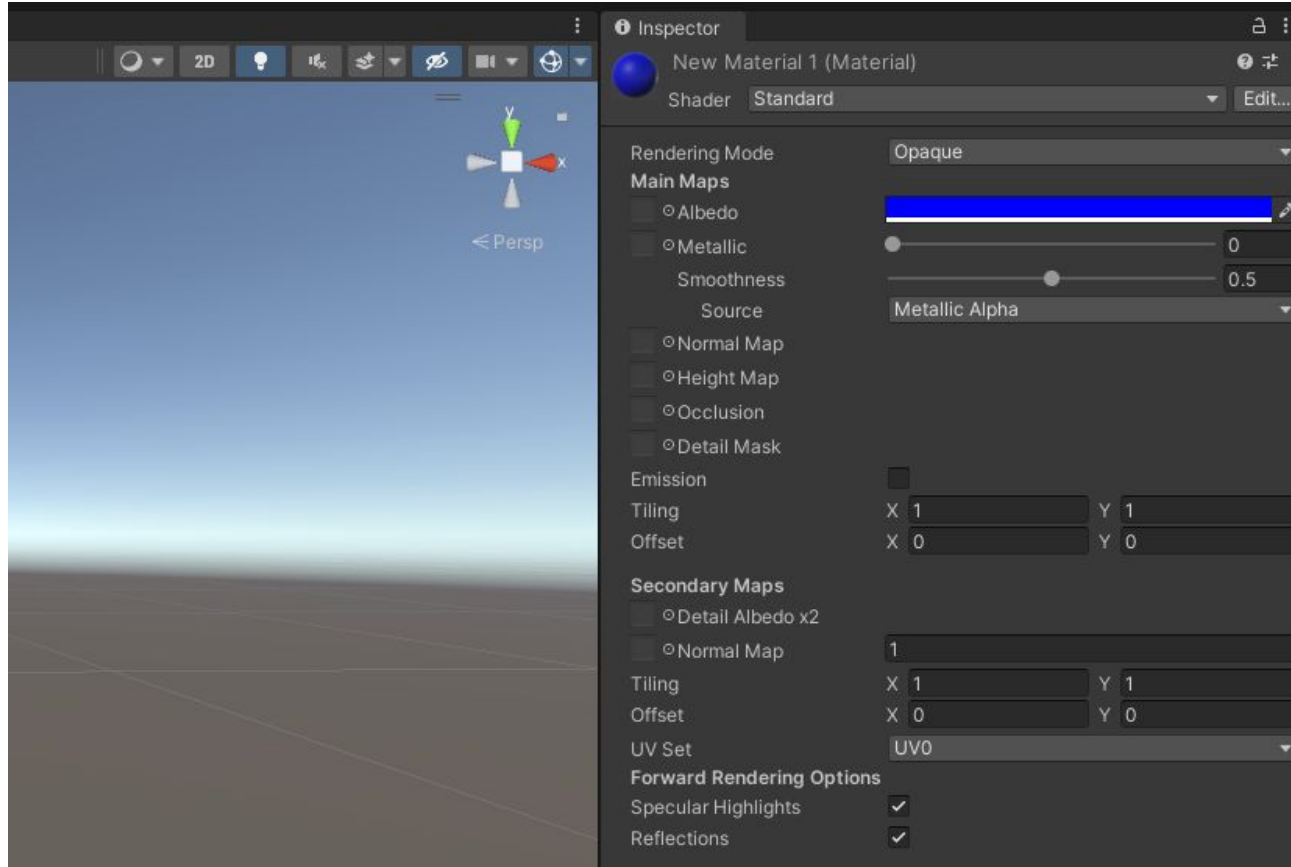 2D
y
x
Persp
Inspector
New Material 1 (Material)
Shader Standard Edit...
Rendering Mode Opaque
Main Maps
Albedo
Metallic 0
Smoothness 0.5
Source Metallic Alpha
Normal Map
Height Map
Occlusion
Detail Mask
Emission
Tiling X 1 Y 1
Offset X 0 Y 0
Secondary Maps
Detail Albedo x2
Normal Map 1
Tiling X 1 Y 1
Offset X 0 Y 0
UV Set UV0
Forward Rendering Options
Specular Highlights
Reflections